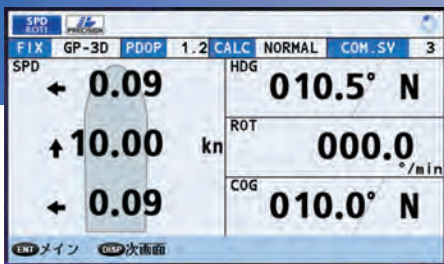 SPD
EOT1
PRECISION
FIX GP-3D PDOP 1.2 CALC NORMAL COM.SV 3
SPD
← 0.09
↑ 10.00 kn
← 0.09
HDG
010.5° N
ROT
000.0
°/min
COG
010.0° N
ENT メイン DISP 次画面